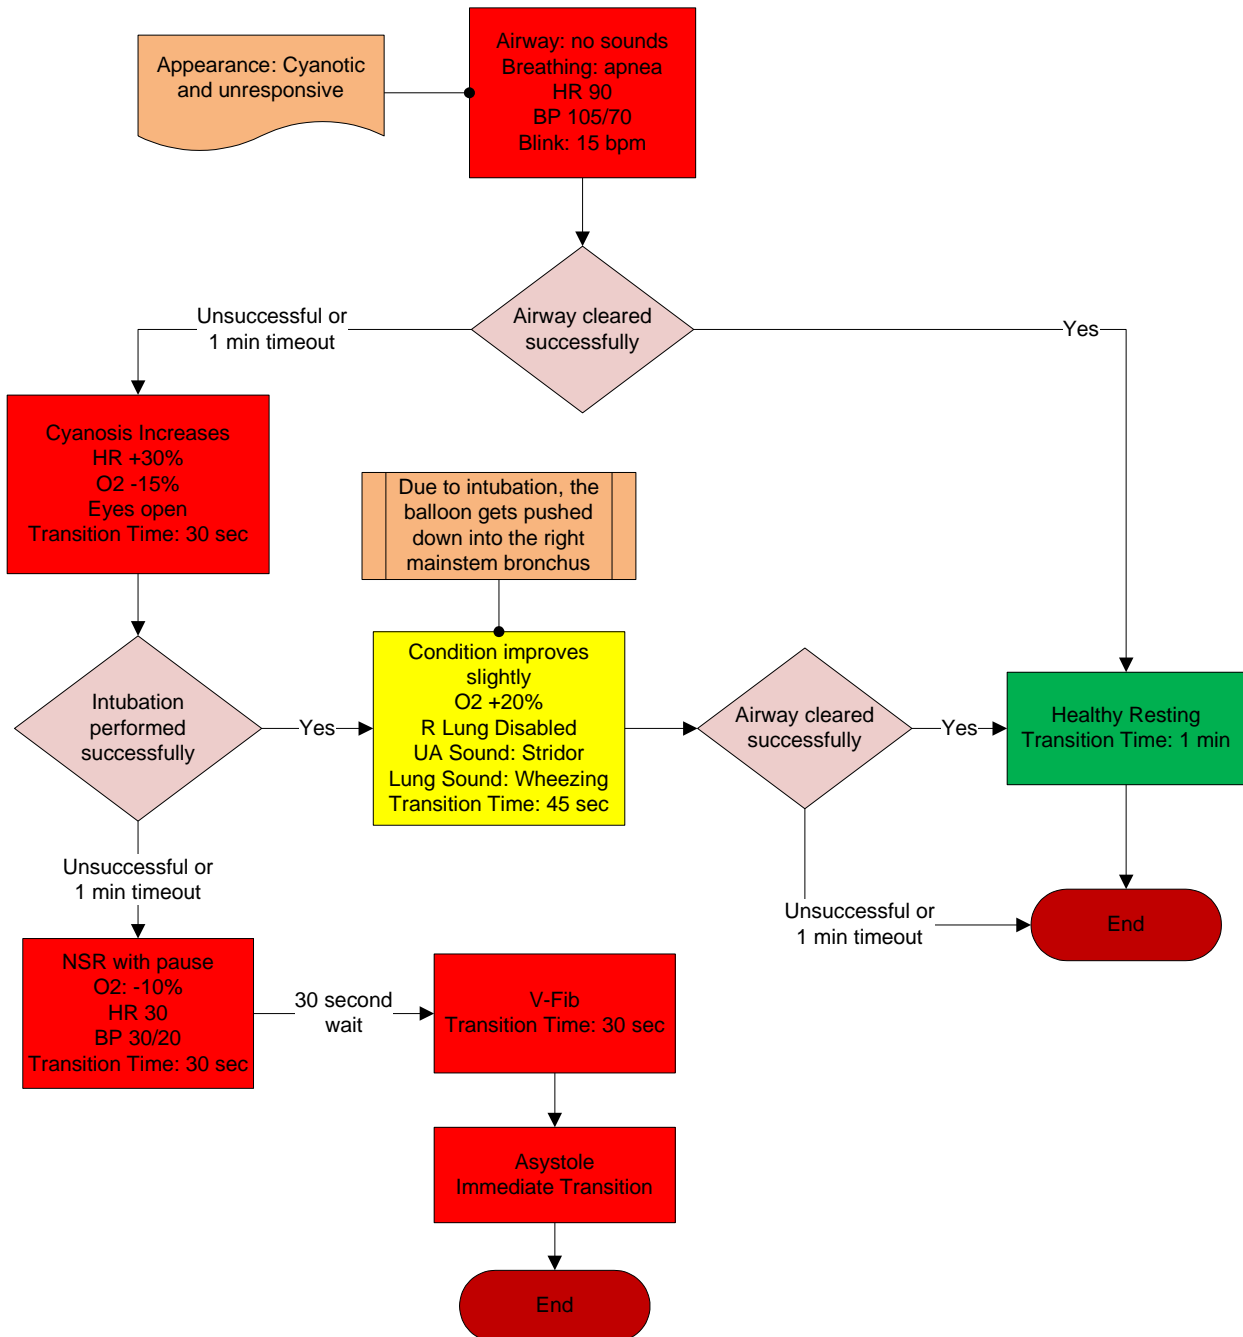 Appearance: Cyanotic
and unresponsive
Airway: no sounds
Breathing: apnea
HR 90
BP 105/70
Blink: 15 bpm
Airway cleared
successfully
Unsuccessful or
1 min timeout
Yes
Cyanosis Increases
HR +30%
O2 -15%
Eyes open
Transition Time: 30 sec
Due to intubation, the
balloon gets pushed
down into the right
mainstem bronchus
Intubation
performed
successfully
Yes
Condition improves
slightly
O2 +20%
R Lung Disabled
UA Sound: Stridor
Lung Sound: Wheezing
Transition Time: 45 sec
Airway cleared
successfully
Yes
Healthy Resting
Transition Time: 1 min
Unsuccessful or
1 min timeout
Unsuccessful or
1 min timeout
End
NSR with pause
O2: -10%
HR 30
BP 30/20
Transition Time: 30 sec
30 second
wait
V-Fib
Transition Time: 30 sec
Asystole
Immediate Transition
End